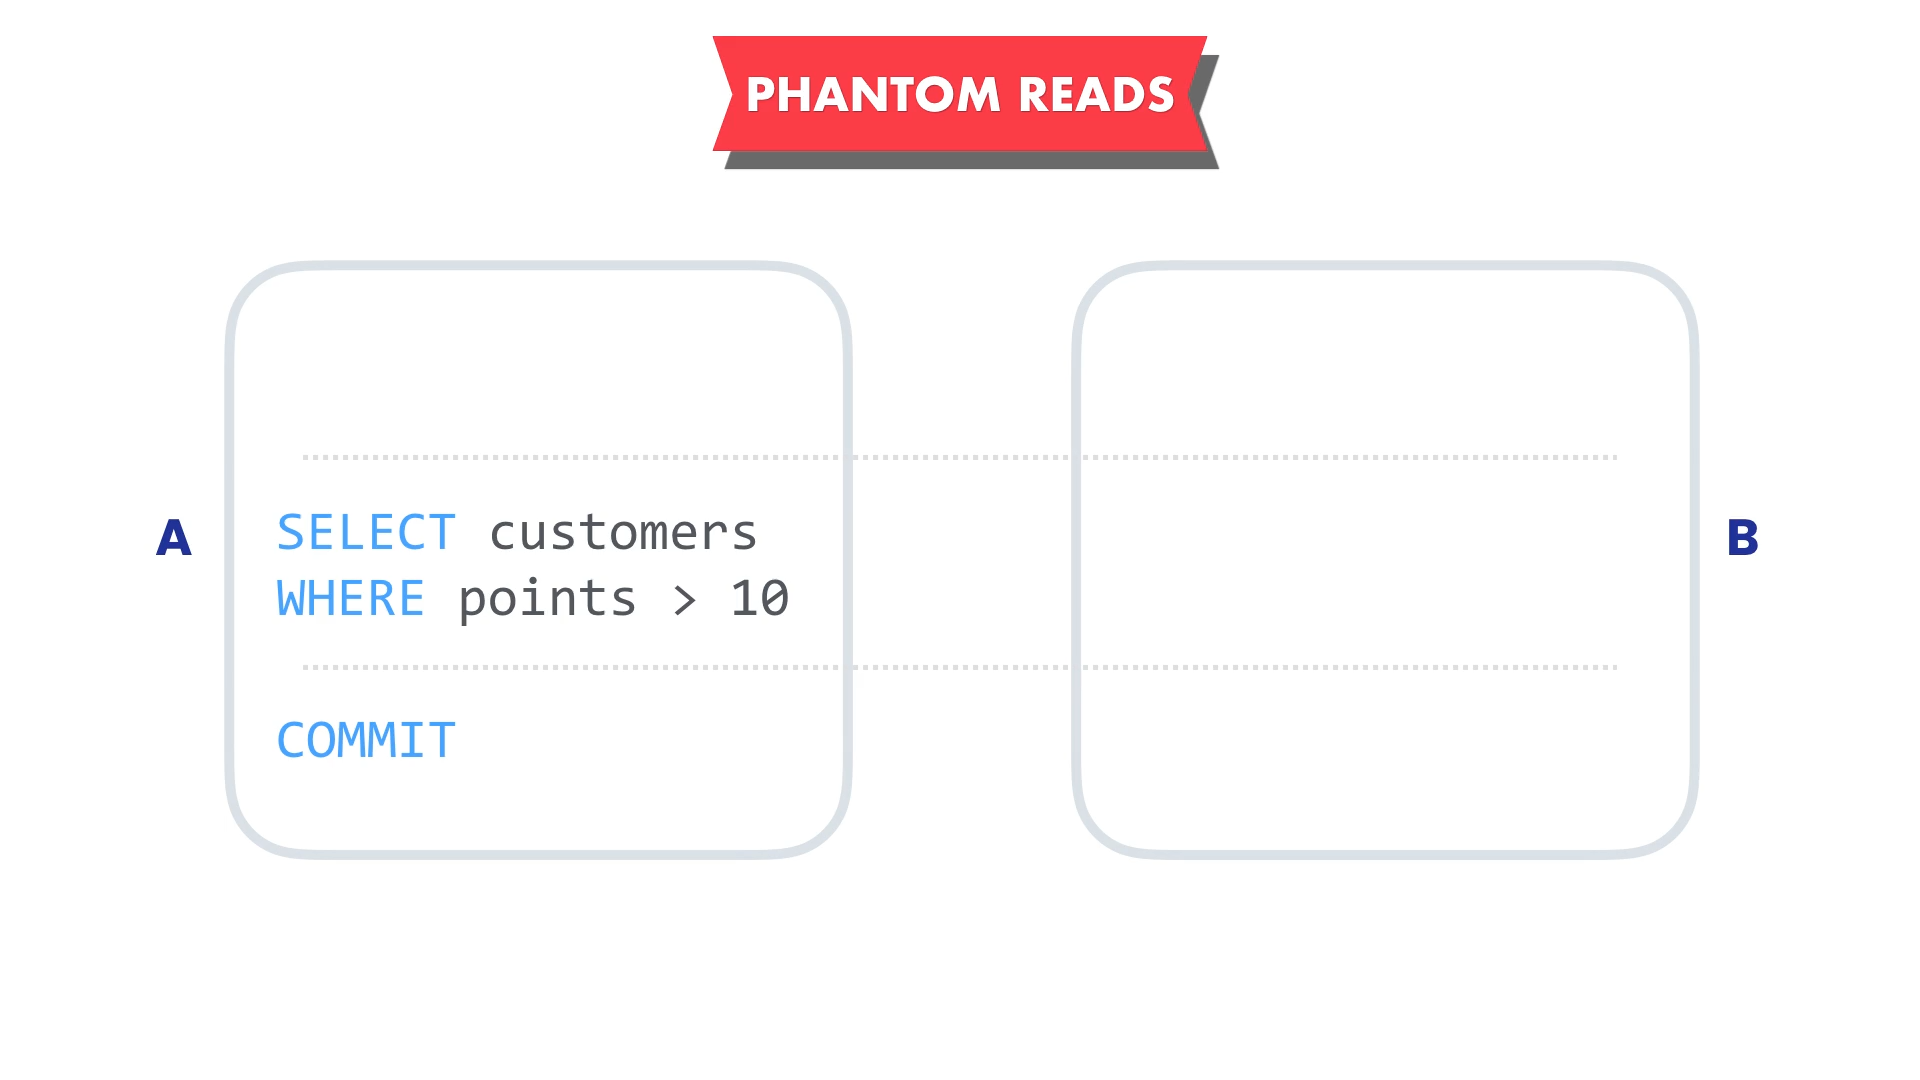 PHANTOM READS
A
SELECT customers
WHERE points > 10
COMMIT
B